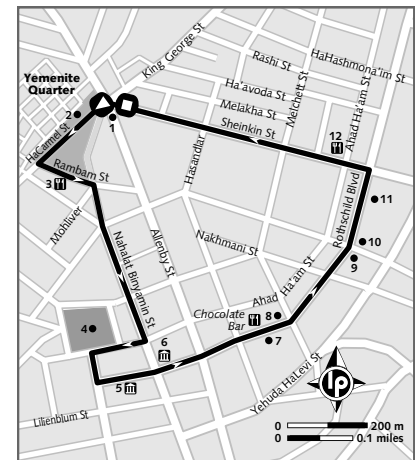 King George St
HaHashmona'im St
Rashi St
Yemenite
Quarter
Ha'avoda St
Melchett St
Ahad Ha'am St
Melakha St
Sheinkin St
2
1
12
HaCarmel St
Hasandlar
Rambam St
3
Rothschild Blvd
11
Mohliver
Allenby St
Nakhmani St
10
9
Nahalat Binyamin St
Ahad Ha'am St
Chocolate
Bar
8
4
6
7
5
Yehuda HaLevi St
lp
Lilienblum St
0 200 m
0 0.1 miles